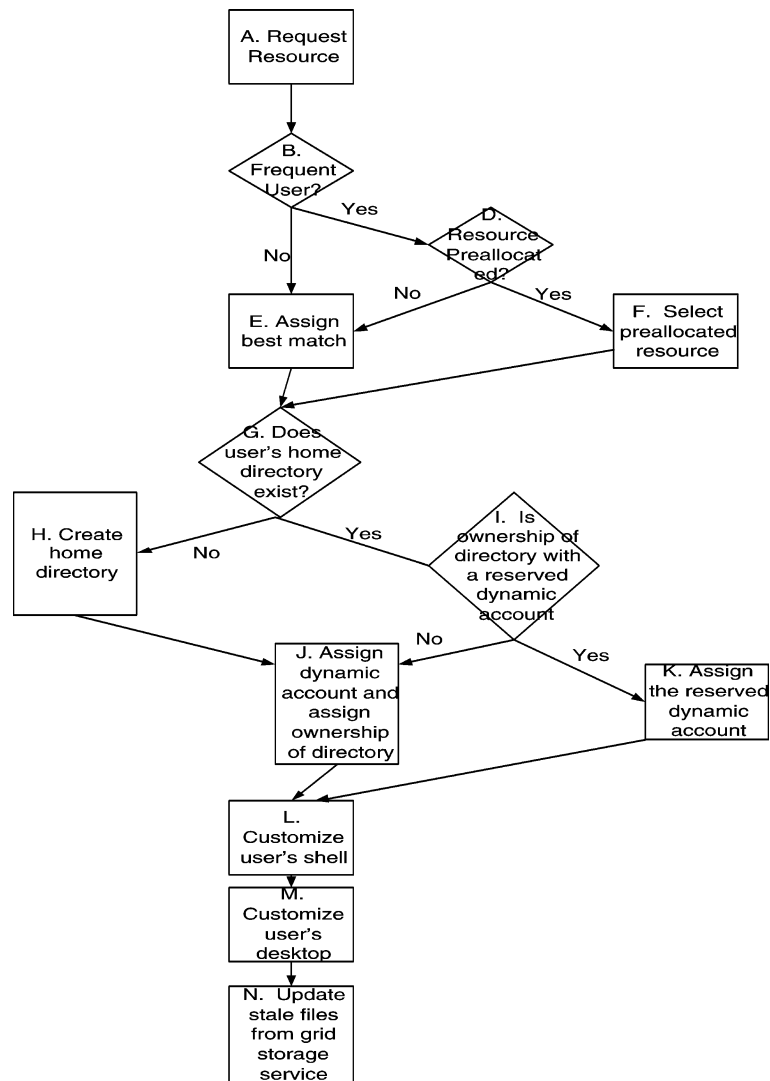 A. Request
Resource
B.
Frequent
User?
Yes
No
D.
Resource
Preallocat
ed?
No
Yes
E. Assign
best match
F.  Select
preallocated
resource
G. Does
user's home
directory
exist?
No
Yes
H. Create
home
directory
I.  Is
ownership of
directory with
a reserved
dynamic
account
No
Yes
J. Assign
dynamic
account and
assign
ownership
of directory
K. Assign
the reserved
dynamic
account
L.
Customize
user's shell
M.
Customize
user's
desktop
N.  Update
stale files
from grid
storage
service